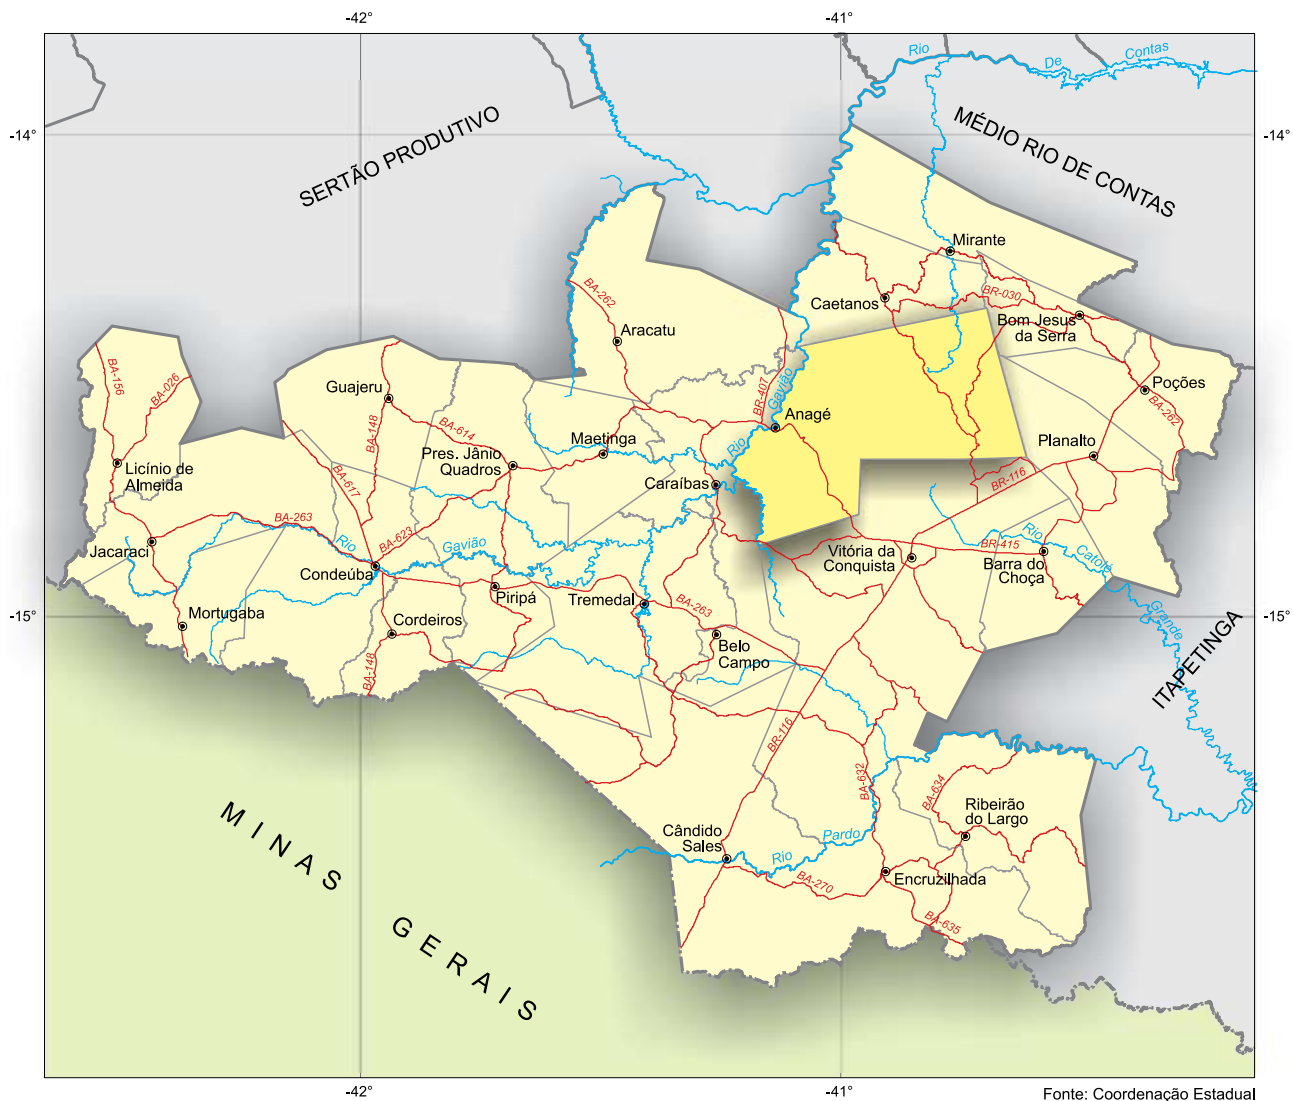 -42°
-41°
Rio
De
Contas
-14°
-14°
SERTÃO PRODUTIVO
MÉDIO RIO DE CONTAS
Mirante
BA-262
Caetanos
BR-030
Bom Jesus
da Serra
Aracatu
BA-156
BA-026
Guajeru
BR-407
Gavião
Poções
BA-262
BA-148
BA-614
Anagé
Maetinga
Rio
Planalto
Pres. Jânio
Quadros
Licínio de
Almeida
BA-617
Caraíbas
BR-116
BA-263
Rio
BA-623
Gavião
Jacaraci
Condeúba
Vitória da
Conquista
BR-415
Rio
Catolé
Barra do
Choça
Grande
Piripá
Tremedal
BA-263
-15°
-15°
Mortugaba
Cordeiros
Belo
Campo
BA-148
ITAPETINGA
BR-116
BA-632
BA-634
MINAS
GERAIS
Ribeirão
do Largo
Cândido
Sales
Rio
Pardo
BA-270
Encruzilhada
BA-635
-42°
-41°
Fonte: Coordenação Estadual